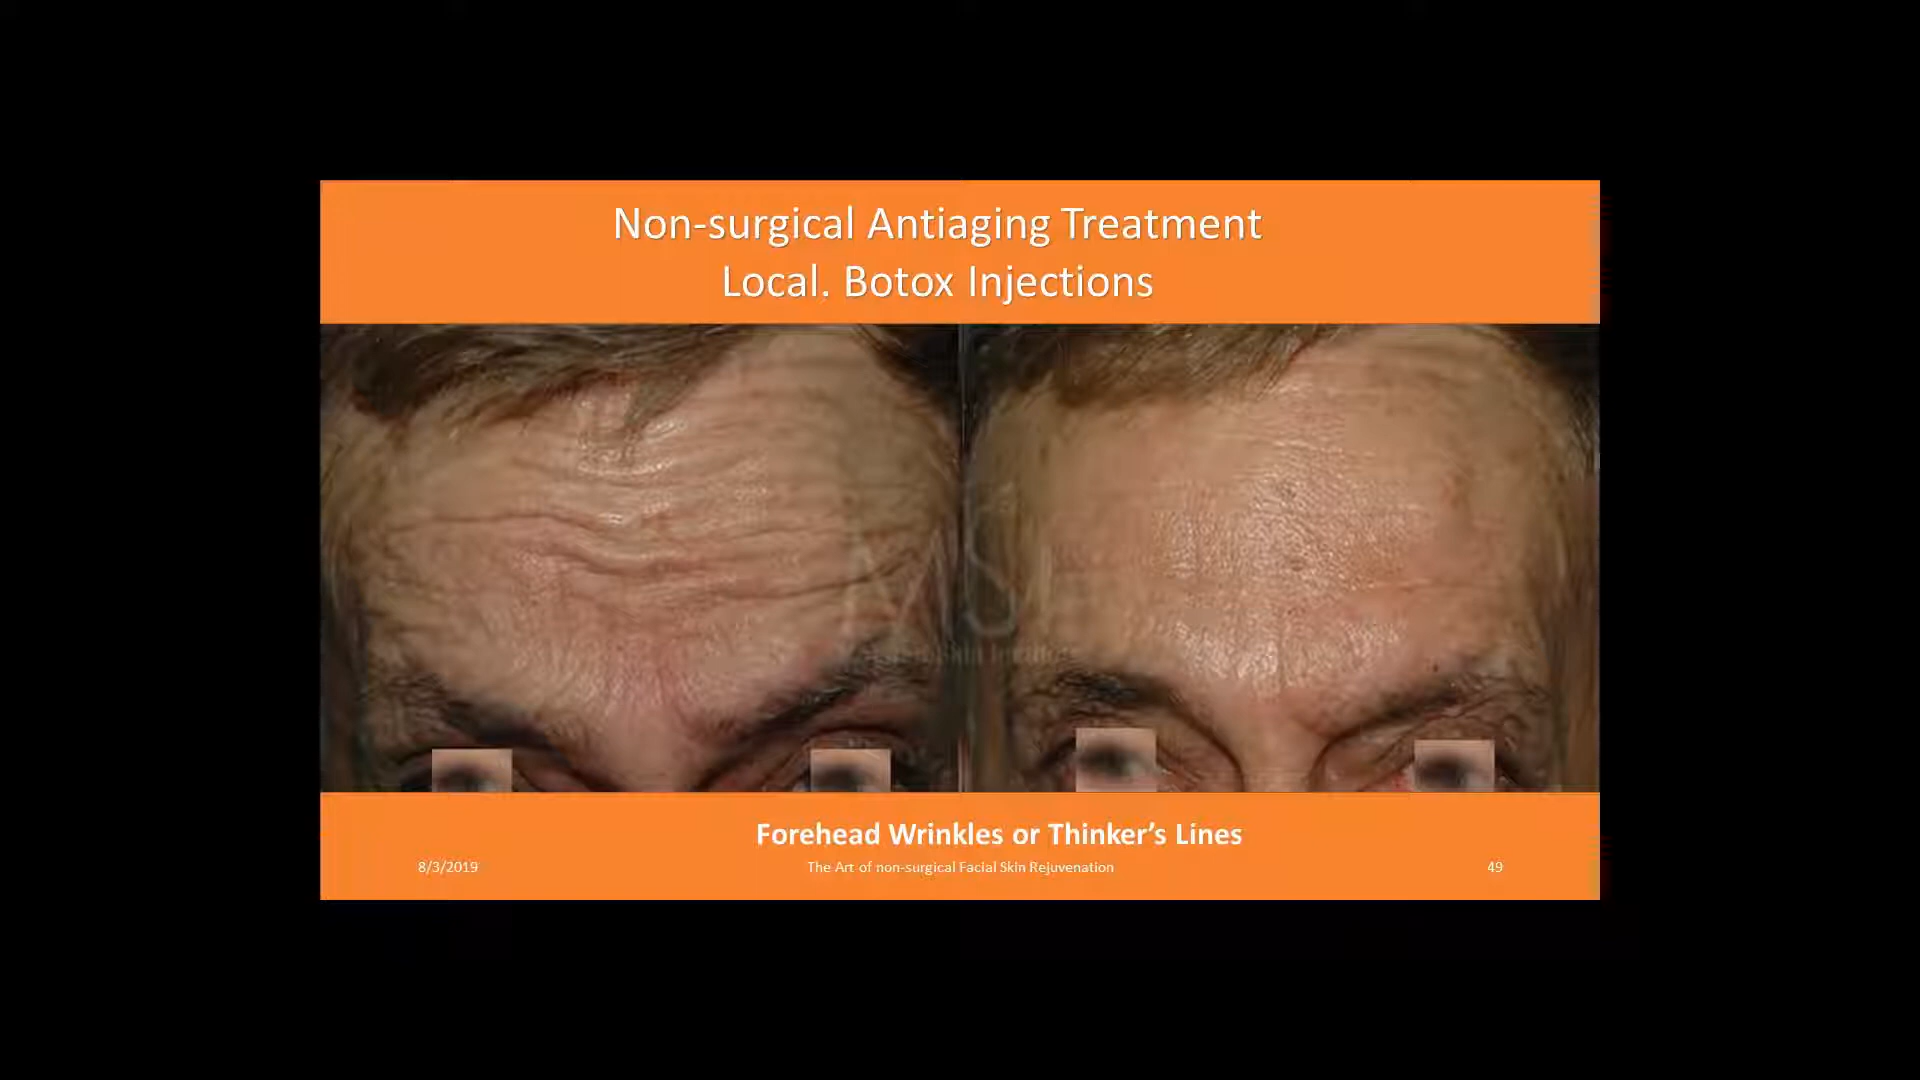 Non-surgical Antiaging Treatment
Local. Botox Injections
Forehead Wrinkles or Thinker's Lines
8/3/2019
The Art of non-surgical Facial Skin Rejuvenation
49